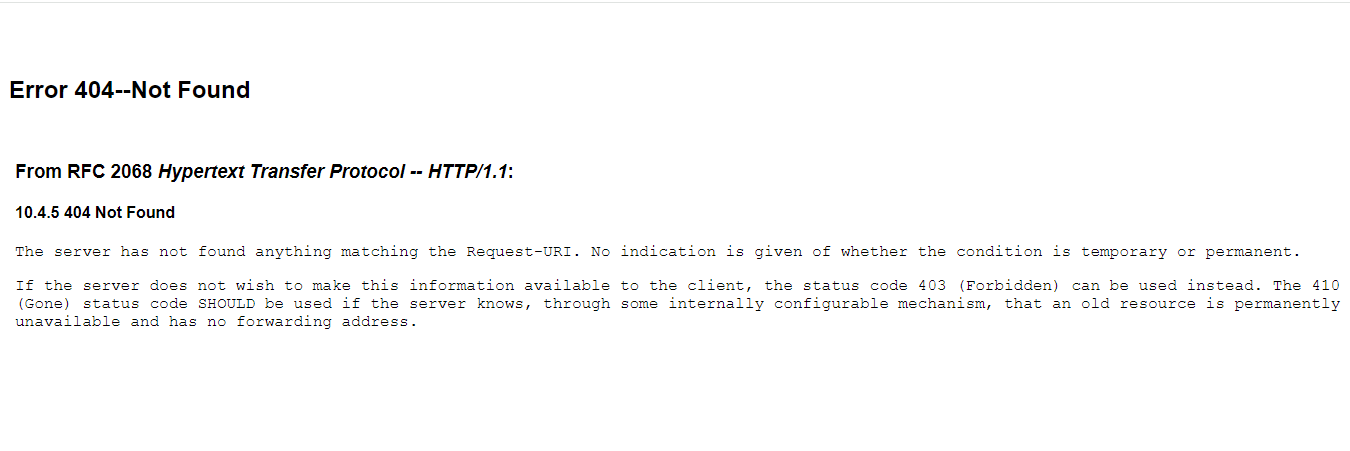 Error 404--Not Found
From RFC 2068 Hypertext Transfer Protocol -- HTTP/1.1:
10.4.5 404 Not Found
The server has not found anything matching the Request-URI. No indication is given of whether the condition is temporary or permanent.
If the server does not wish to make this information available to the client, the status code 403 (Forbidden) can be used instead. The 410
(Gone) status code SHOULD be used if the server knows, through some internally configurable mechanism, that an old resource is permanently
unavailable and has no forwarding address.